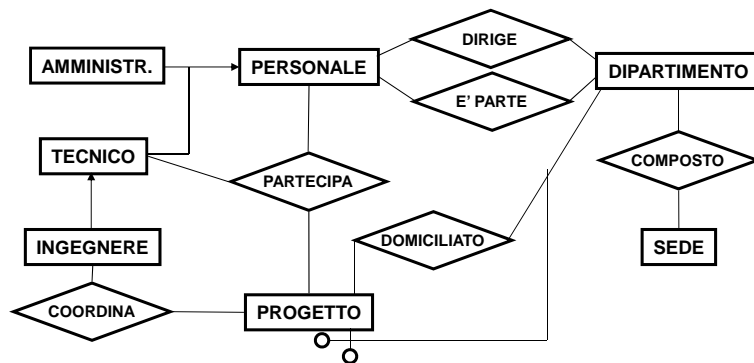 DIRIGE
AMMINISTR.
PERSONALE
DIPARTIMENTO
E' PARTE
TECNICO
PARTECIPA
COMPOSTO
INGEGNERE
DOMICILIATO
SEDE
COORDINA
PROGETTO